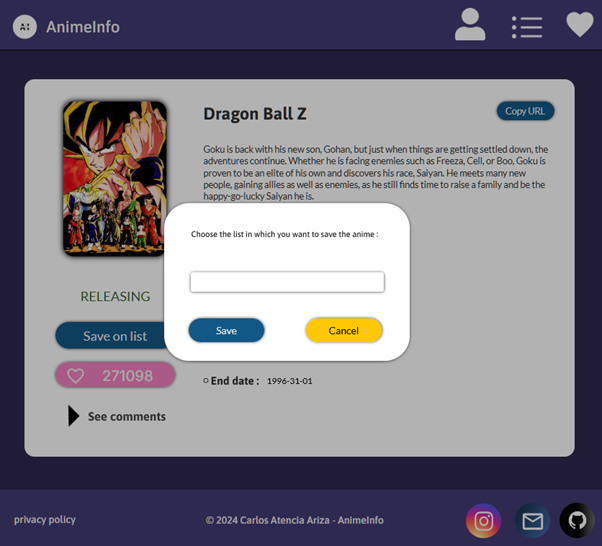 AI AnimeInfo
Dragon Ball Z
Copy URL
Goku is back with his new son, Gohan, but just when things are getting settled down, the
adventures continue. Whether he is facing enemies such as Freeza, Cell, or Boo, Goku is
proven to be an elite of his own and discovers his race, Saiyan. He meets many new
people, gaining allies as well as enemies, as he still finds time to raise a family and be the
happy-go-lucky Saiyan he is.
Choose the list in which you want to save the anime :
Save
Cancel
RELEASING
Save on list
271098
See comments
End date : 1996-31-01
privacy policy
© 2024 Carlos Atencia Ariza - AnimeInfo